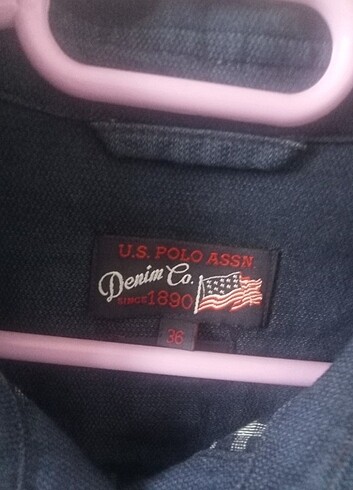 U.S. POLO ASSN.
Denim Co.
SINCE 1890
36